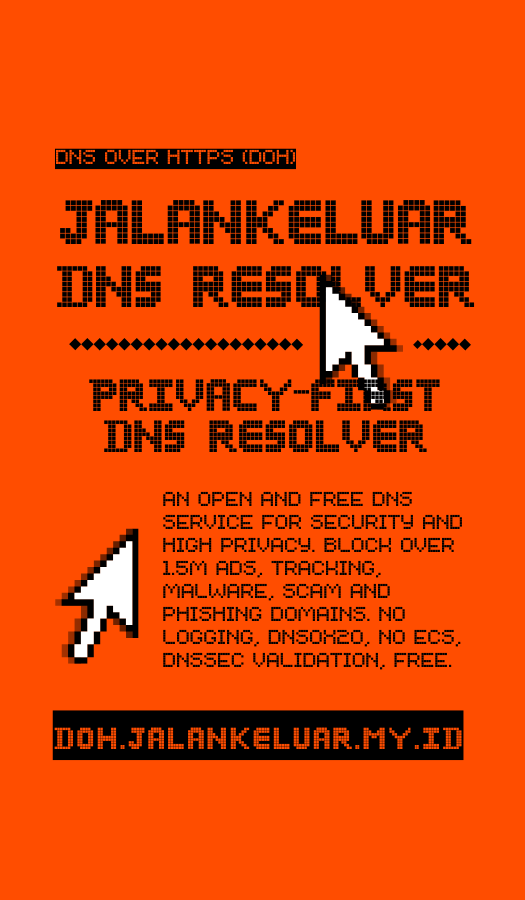 DNS OVER HTTPS (DOH)
JALANKELUAR
DNS RESOLVER
PRIVACY-FIRST
DNS RESOLVER
AN OPEN AND FREE DNS
SERVICE FOR SECURITY AND
HIGH PRIVACY. BLOCK OVER
1.5M ADS, TRACKING,
MALWARE, SCAM AND
PHISHING DOMAINS. NO
LOGGING, DNS0X20, NO ECS,
DNSSEC VALIDATION, FREE.
DOH.JALANKELUAR.MY.ID